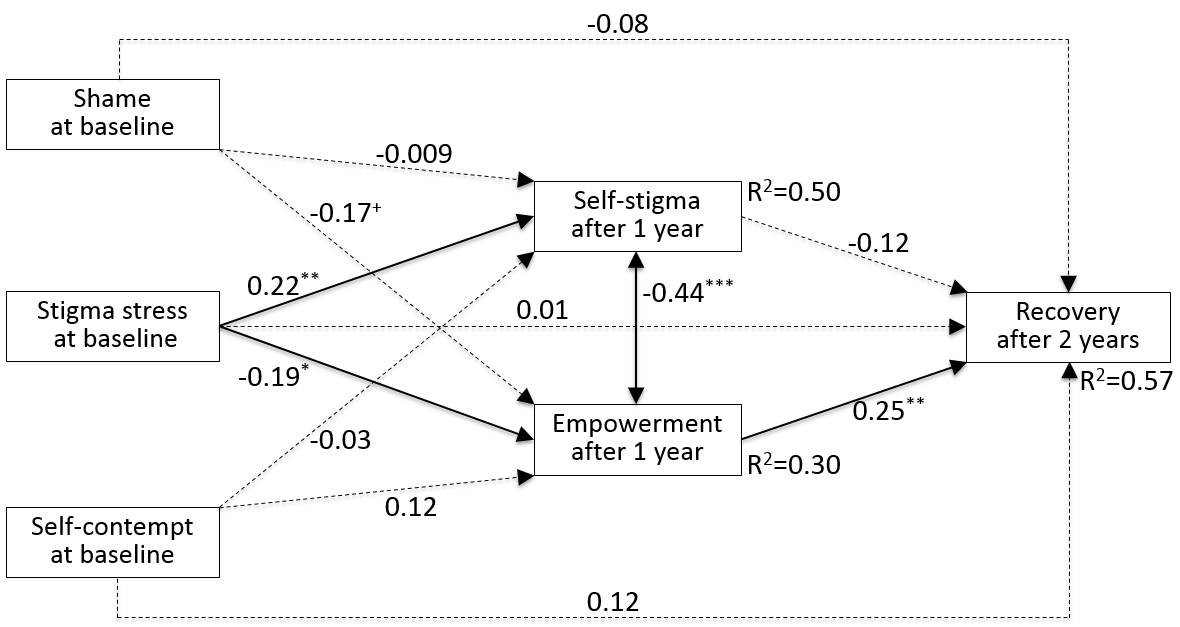 -0.08
Shame
at baseline
-0.009
Self-stigma
after 1 year
R²=0.50
-0.17⁺
-0.12
0.22**
-0.44***
Stigma stress
at baseline
0.01
Recovery
after 2 years
R²=0.57
-0.19*
0.25**
Empowerment
after 1 year
R²=0.30
-0.03
0.12
Self-contempt
at baseline
0.12